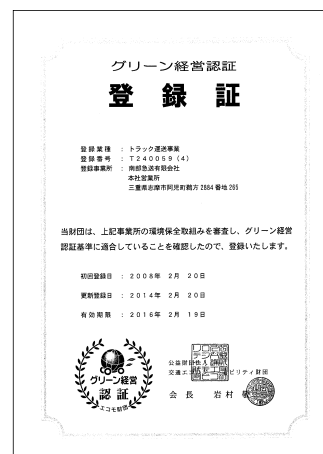 グリーン経営認証
登録証
登録業種 : トラック運送事業
登録番号 : T240059(4)
登録事業所 : 南部急送有限会社
本社営業所
三重県志摩市阿児町鵜方2884番地265
当財団は、上記事業所の環境保全取組みを審査し、グリーン経営
認証基準に適合していることを確認したので、登録いたします。
初回登録日 : 2008年 2月 20日
更新登録日 : 2014年 2月 20日
有効期限 : 2016年 2月 19日
公益財団法人
交通エコ ビリティ財団
会長 岩村
グリーン経営
認証
エコモ財団